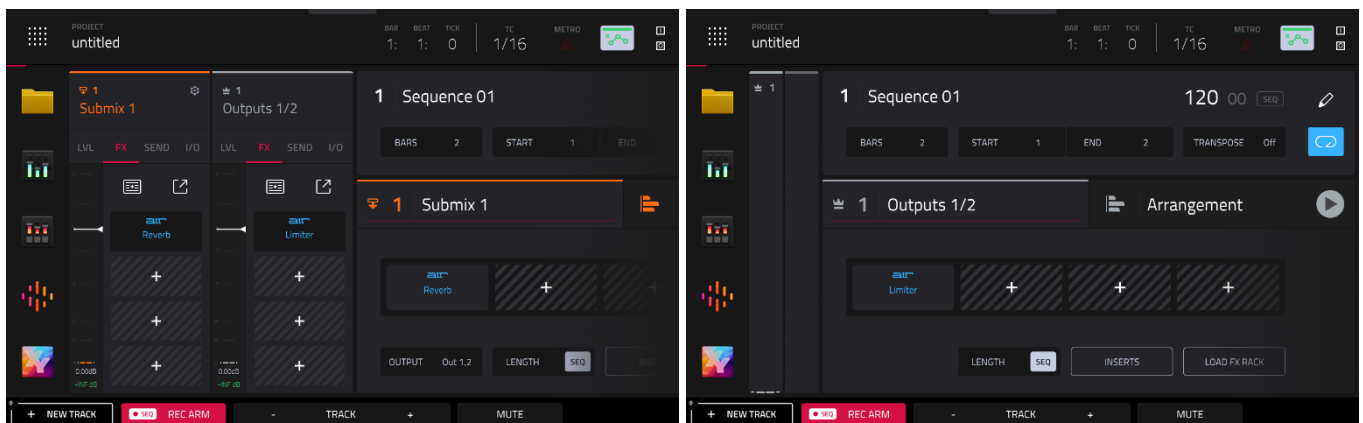 PROJECT
untitled
BAR BEAT TICK
1: 1: 0
TC
1/16
METRO
1
Submix 1
1
Outputs 1/2
LVL FX SEND I/O
LVL FX SEND I/O
air
Reverb
air
Limiter
+ +
+ +
+ +
0.00dB
-INF dB
0.00dB
-INF dB
1 Sequence 01
BARS 2 START 1 END
1 Submix 1
air
Reverb
+ +
OUTPUT Out 1,2 LENGTH SEQ
+ NEW TRACK SEQ REC ARM - TRACK + MUTE
PROJECT
untitled
BAR BEAT TICK
1: 1: 0
TC
1/16
METRO
1
1 Sequence 01 120 00 SEQ
BARS 2 START 1 END 2 TRANSPOSE Off
1 Outputs 1/2 Arrangement
air
Limiter
+ + +
LENGTH SEQ INSERTS LOAD FX RACK
+ NEW TRACK SEQ REC ARM - TRACK + MUTE